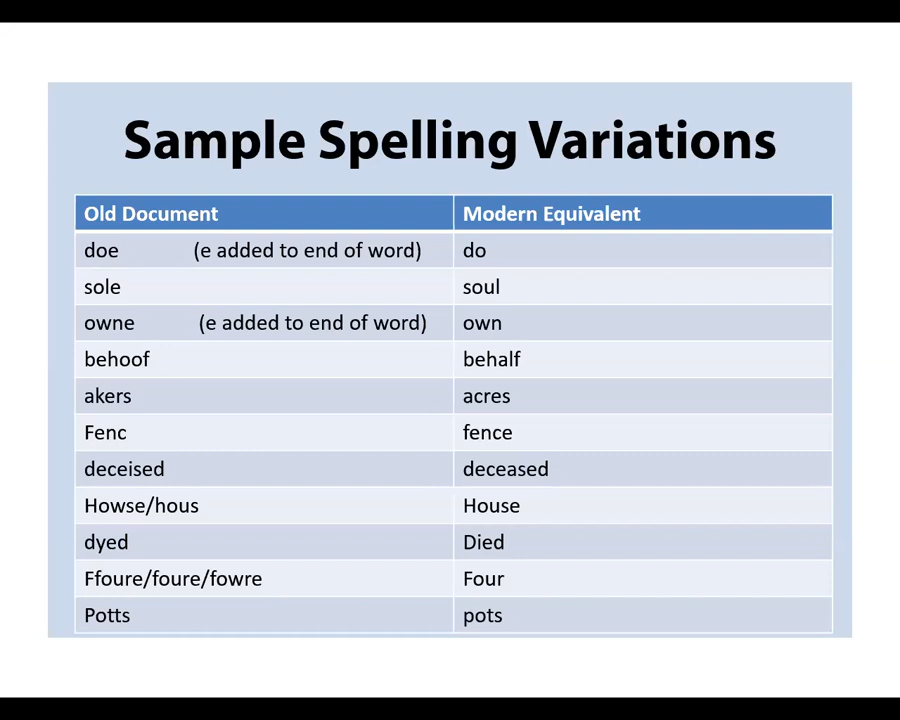 Sample Spelling Variations
Old Document Modern Equivalent
doe (e added to end of word) do
sole soul
owne (e added to end of word) own
behoof behalf
akers acres
Fenc fence
deceised deceased
Howse/hous House
dyed Died
Ffoure/foure/fowre Four
Potts pots